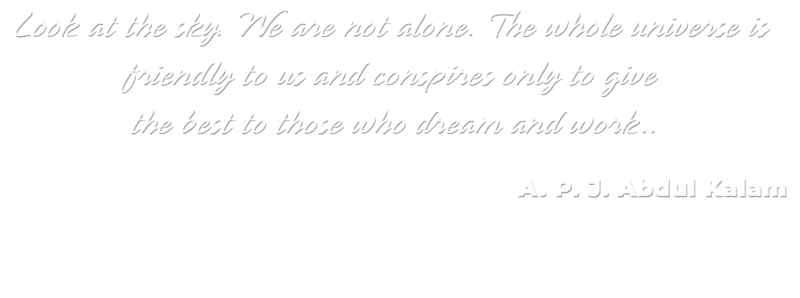 Look at the sky. We are not alone. The whole universe is
friendly to us and conspires only to give
the best to those who dream and work..
A. P. J. Abdul Kalam